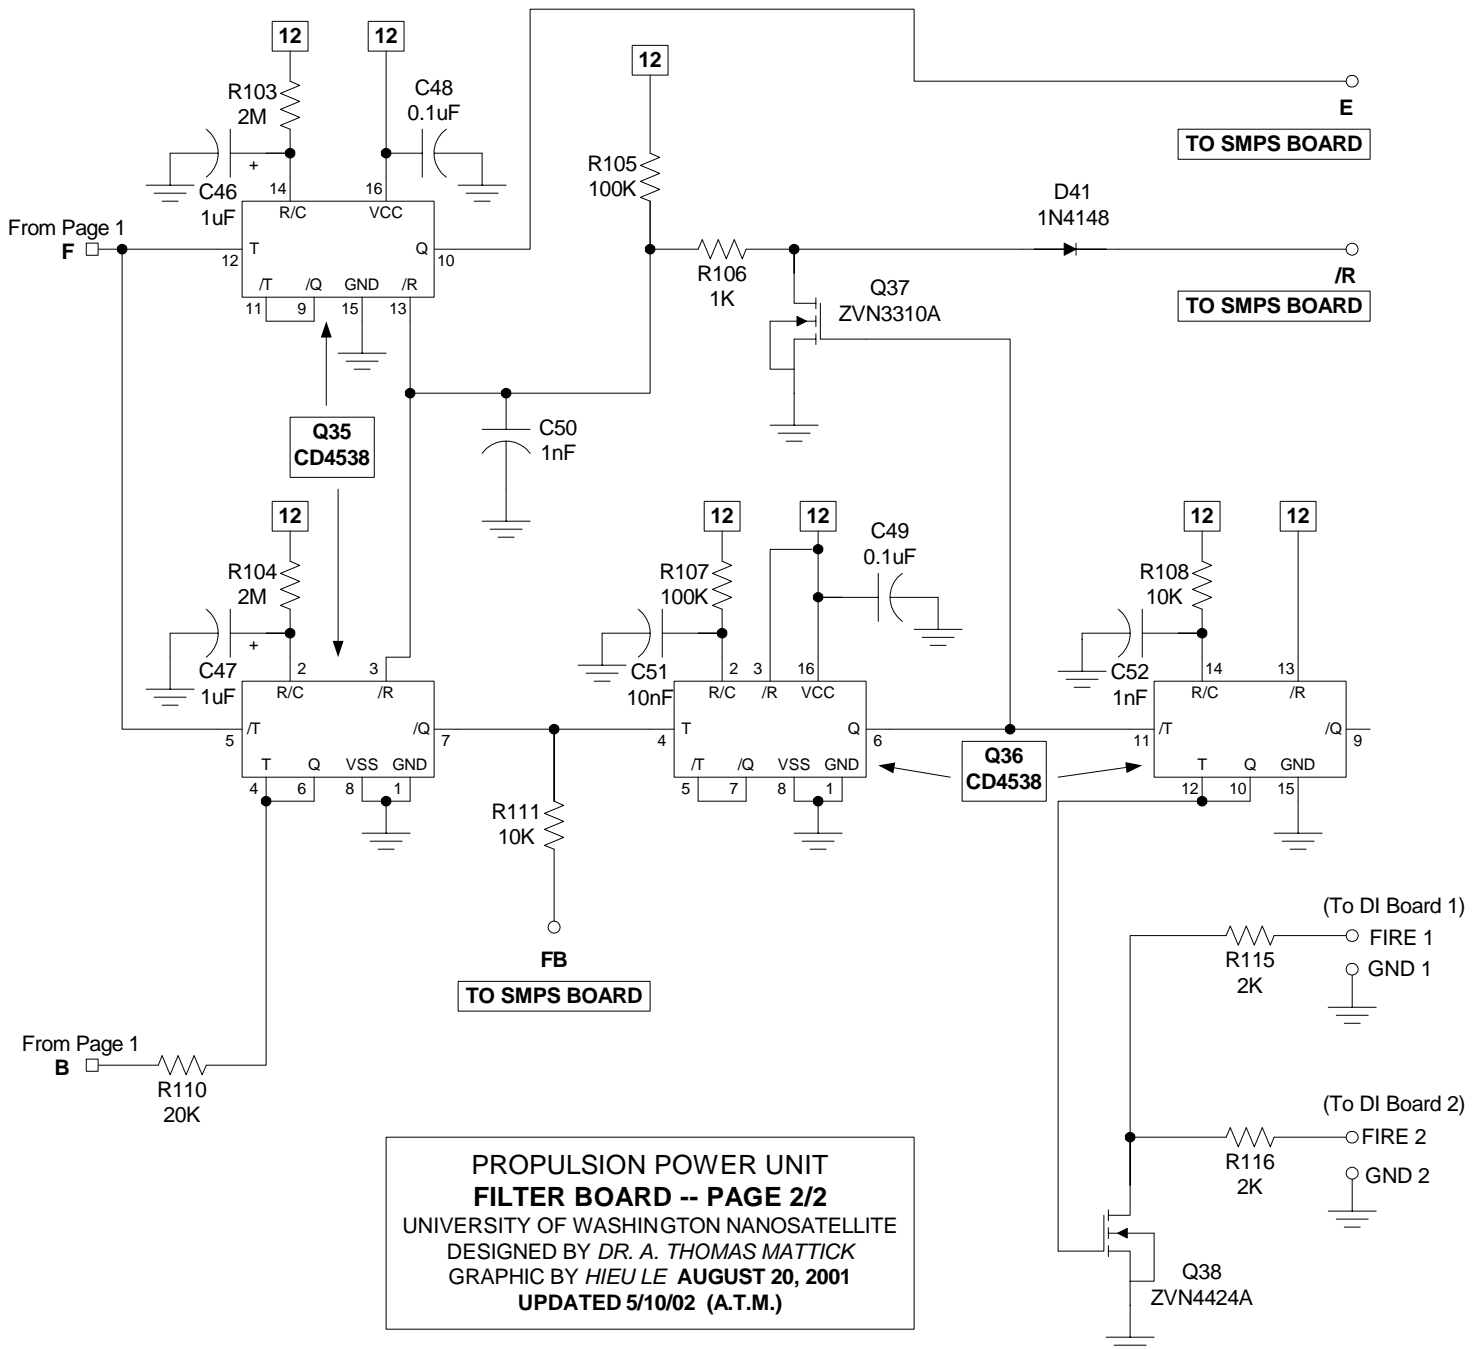 12
12
12
R103
2M
C48
0.1uF
E
TO SMPS BOARD
+
C46
1uF
14
16
R/C
VCC
R105
100K
D41
1N4148
From Page 1
F
12
T
Q
10
/T
/Q
GND
/R
11
9
15
13
R106
1K
Q37
ZVN3310A
/R
TO SMPS BOARD
Q35
CD4538
C50
1nF
12
12
12
12
12
R104
2M
R107
100K
C49
0.1uF
R108
10K
+
C47
1uF
2
3
R/C
/R
C51
10nF
2
3
16
R/C
/R
VCC
C52
1nF
14
13
R/C
/R
5
/T
/Q
7
4
T
Q
6
11
/T
/Q
9
T
Q
VSS
GND
4
6
8
1
/T
/Q
VSS
GND
5
7
8
1
Q36
CD4538
T
Q
GND
12
10
15
R111
10K
FB
TO SMPS BOARD
(To DI Board 1)
FIRE 1
R115
2K
GND 1
From Page 1
B
R110
20K
(To DI Board 2)
FIRE 2
R116
2K
GND 2
Q38
ZVN4424A
PROPULSION POWER UNIT
FILTER BOARD -- PAGE 2/2
UNIVERSITY OF WASHINGTON NANOSATELLITE
DESIGNED BY DR. A. THOMAS MATTICK
GRAPHIC BY HIEU LE AUGUST 20, 2001
UPDATED 5/10/02 (A.T.M.)